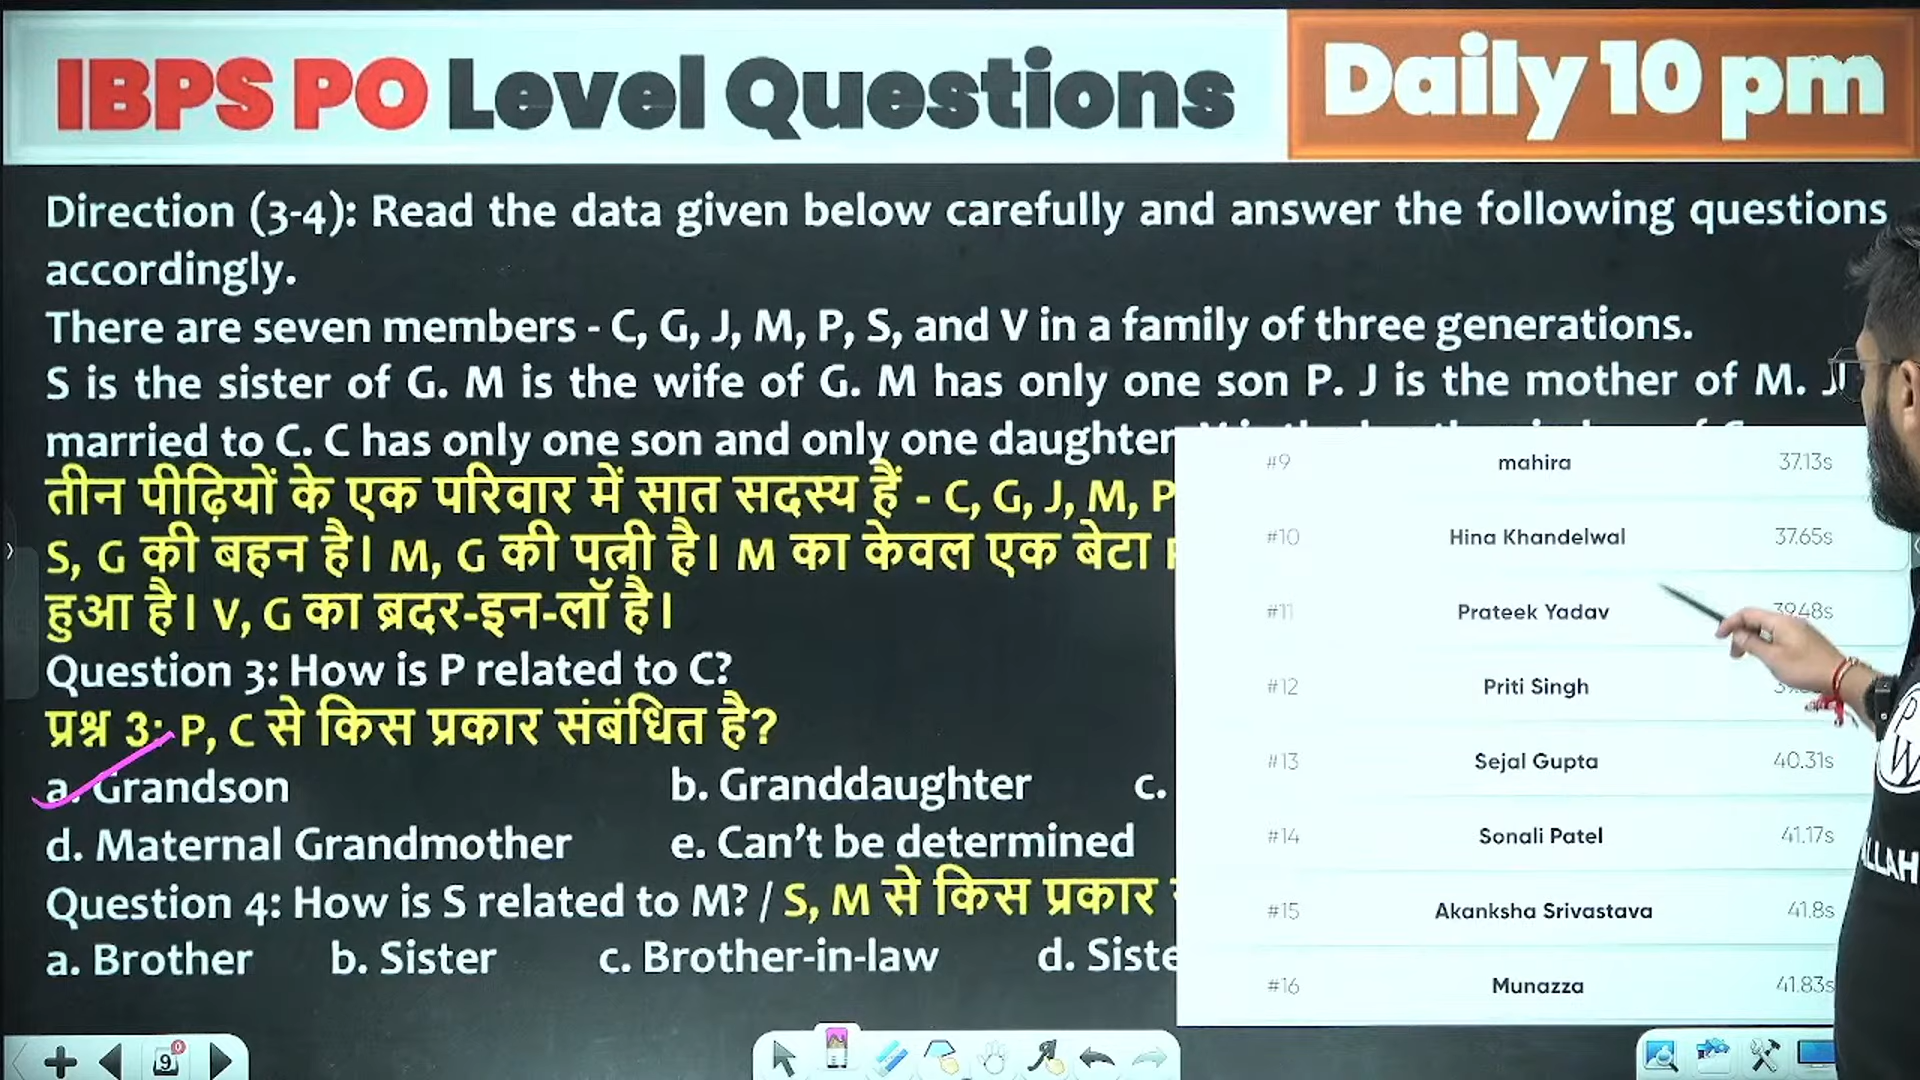 IBPS PO Level Questions
Daily 10 pm
Direction (3-4): Read the data given below carefully and answer the following questions
accordingly.
There are seven members - C, G, J, M, P, S, and V in a family of three generations.
S is the sister of G. M is the wife of G. M has only one son P. J is the mother of M. J
married to C. C has only one son and only one daughter
तीन पीढ़ियों के एक परिवार में सात सदस्य हैं - C, G, J, M, P
S, G की बहन है। M, G की पत्नी है। M का केवल एक बेटा
हुआ है। V, G का ब्रदर-इन-लॉ है।
Question 3: How is P related to C?
प्रश्न 3: P, C से किस प्रकार संबंधित है?
a. Grandson b. Granddaughter c.
d. Maternal Grandmother e. Can't be determined
Question 4: How is S related to M? / S, M से किस प्रकार
a. Brother b. Sister c. Brother-in-law d. Siste
#9 mahira 37.13s
#10 Hina Khandelwal 37.65s
#11 Prateek Yadav 39.48s
#12 Priti Singh
#13 Sejal Gupta 40.31s
#14 Sonali Patel 41.17s
#15 Akanksha Srivastava 41.8s
#16 Munazza 41.83s
P
W
LLAH
9
0